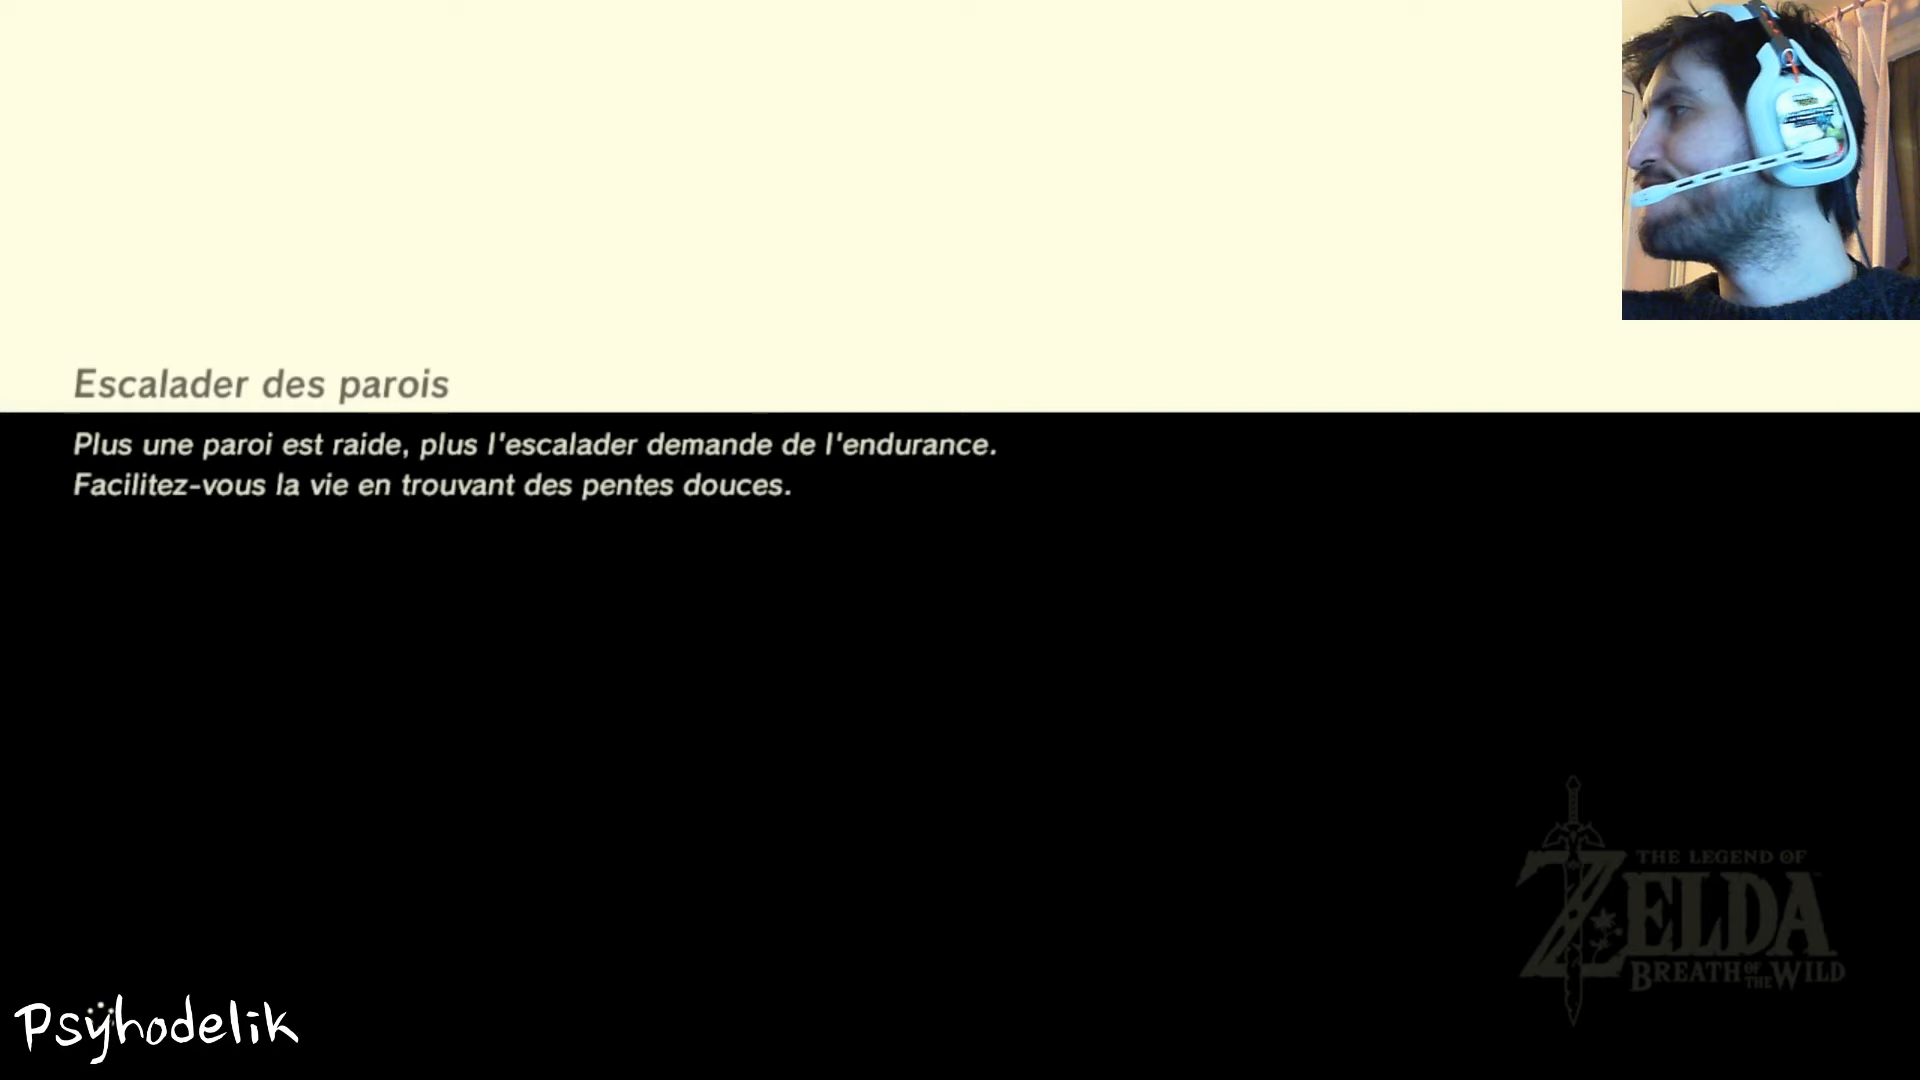 Escalader des parois
Plus une paroi est raide, plus l'escalader demande de l'endurance.
Facilitez-vous la vie en trouvant des pentes douces.
THE LEGEND OF
ZELDA
BREATH OF THE WILD
Psyhodelik